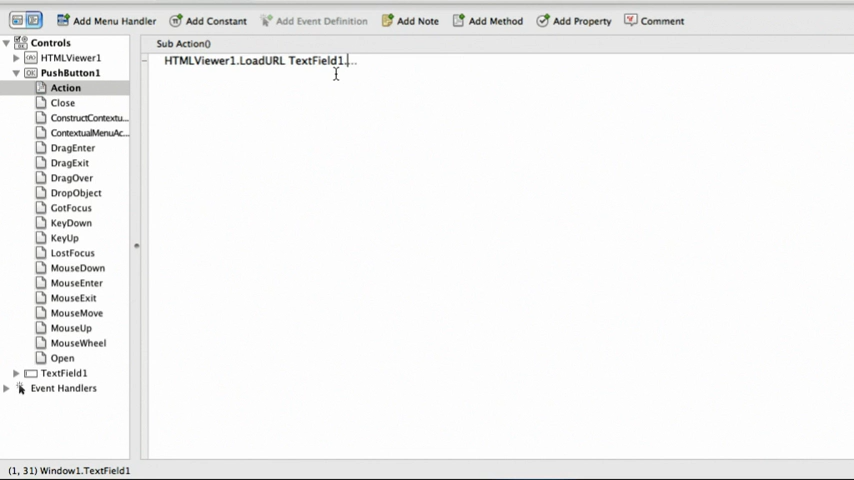 Add Menu Handler Add Constant Add Event Definition Add Note Add Method Add Property Comment
Controls
HTMLViewer1
PushButton1
Action
Close
ConstructContextu...
ContextualMenuAc...
DragEnter
DragExit
DragOver
DropObject
GotFocus
KeyDown
KeyUp
LostFocus
MouseDown
MouseEnter
MouseExit
MouseMove
MouseUp
MouseWheel
Open
TextField1
Event Handlers
Sub Action()
HTMLViewer1.LoadURL TextField1....
(1, 31) Window1.TextField1